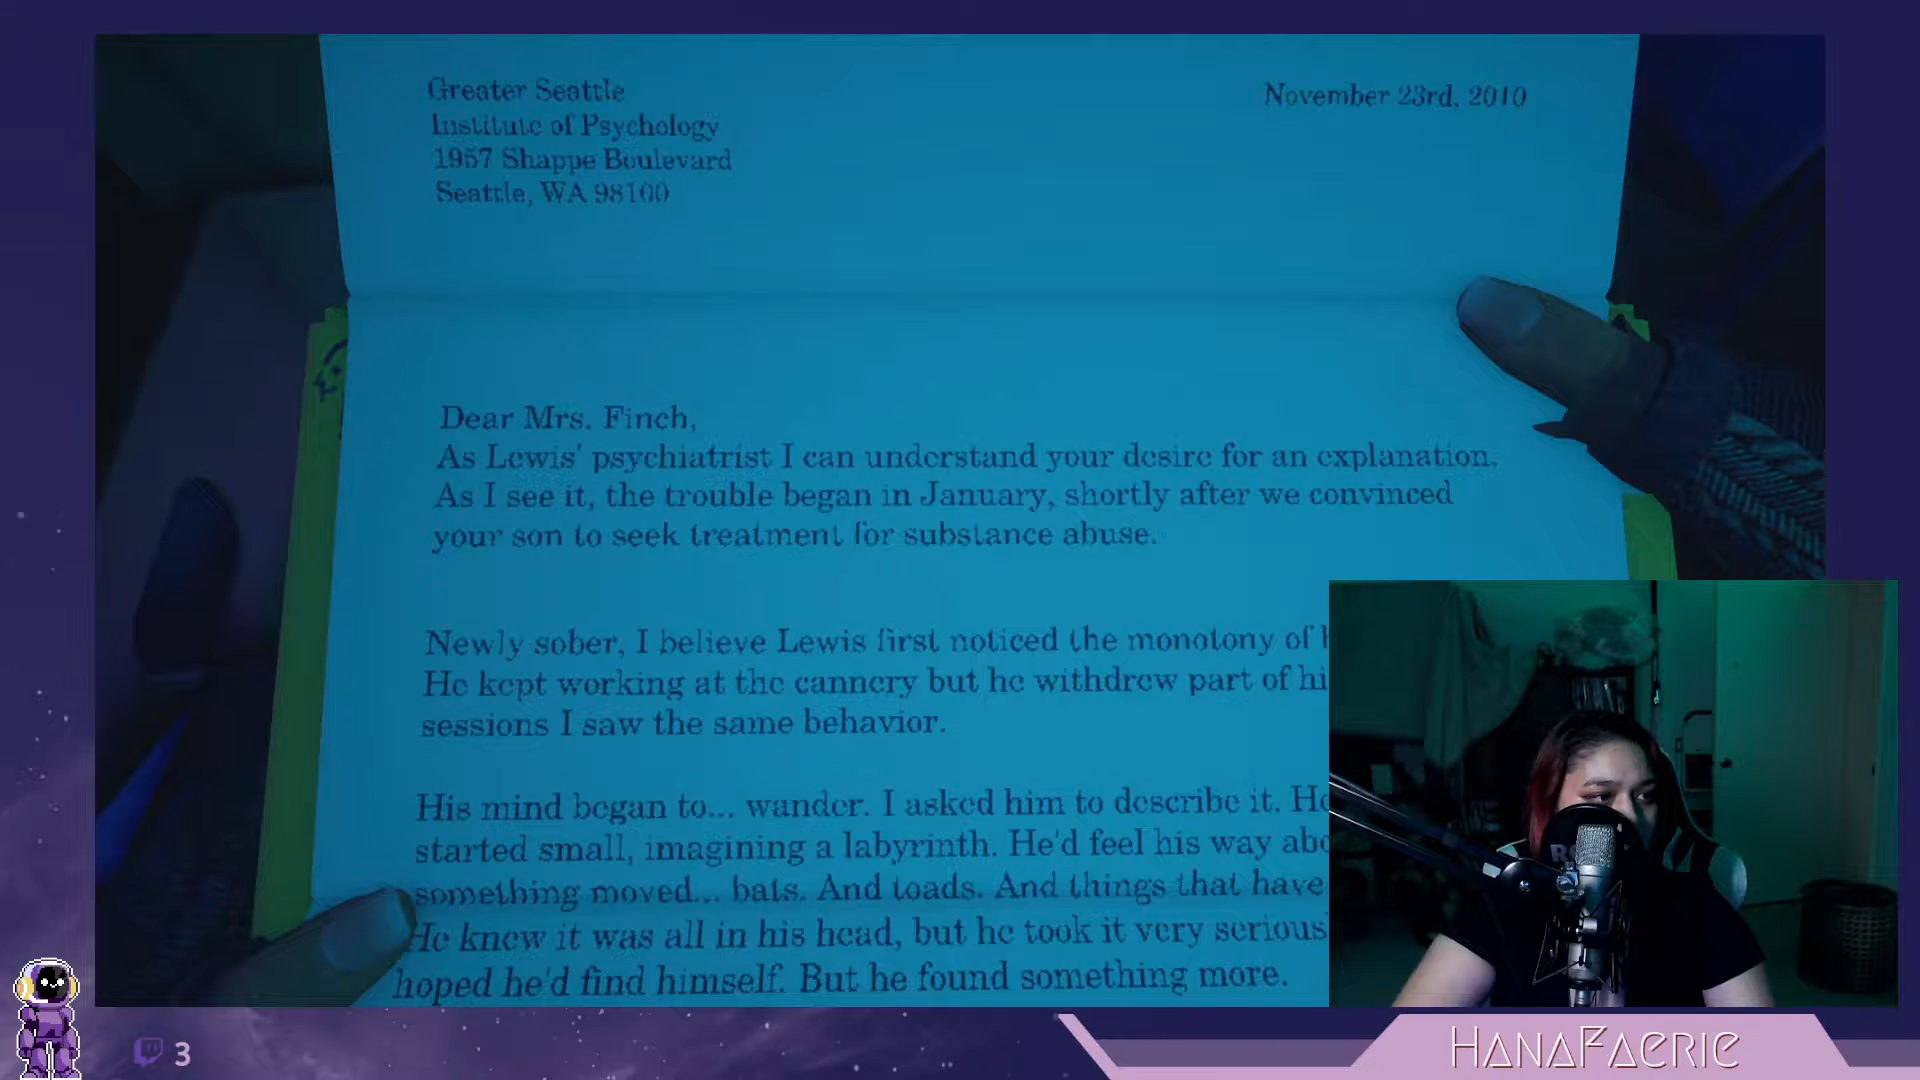 Greater Seattle
Institute of Psychology
1957 Shappe Boulevard
Seattle, WA 98100
November 23rd, 2010
Dear Mrs. Finch,
As Lewis' psychiatrist I can understand your desire for an explanation.
As I see it, the trouble began in January, shortly after we convinced
your son to seek treatment for substance abuse.
Newly sober, I believe Lewis first noticed the monotony of
He kept working at the cannery but he withdrew part of
sessions I saw the same behavior.
His mind began to... wander. I asked him to describe it. He
started small, imagining a labyrinth. He'd feel his way
something moved... bats. And toads. And things that have
He knew it was all in his head, but he took it very
hoped he'd find himself. But he found something more.
3
HANAFAERIE